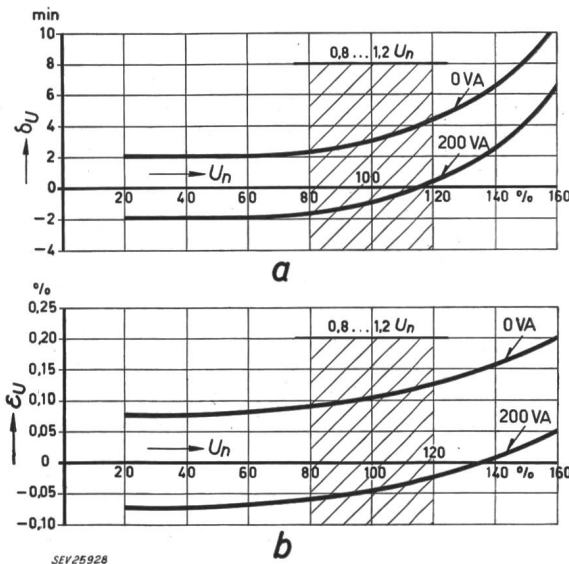 min
10
8
6
4
2
0
−2
−4
δU
0,8 ... 1,2 Un
0 VA
200 VA
Un
20
40
60
80
100
120
140
%
160
a
%
0,25
0,20
0,15
0,10
0,05
0
−0,05
−0,10
εU
0,8 ... 1,2 Un
0 VA
200 VA
Un
20
40
60
80
100
120
140
%
160
b
SEV25928